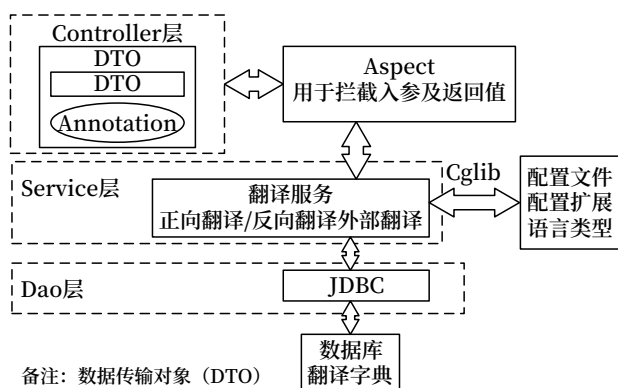 Controller层
DTO
DTO
Annotation
Aspect
用于拦截入参及返回值
Service层
翻译服务
正向翻译/反向翻译外部翻译
Cglib
配置文件
配置扩展
语言类型
Dao层
JDBC
数据库
翻译字典
备注：数据传输对象（DTO）